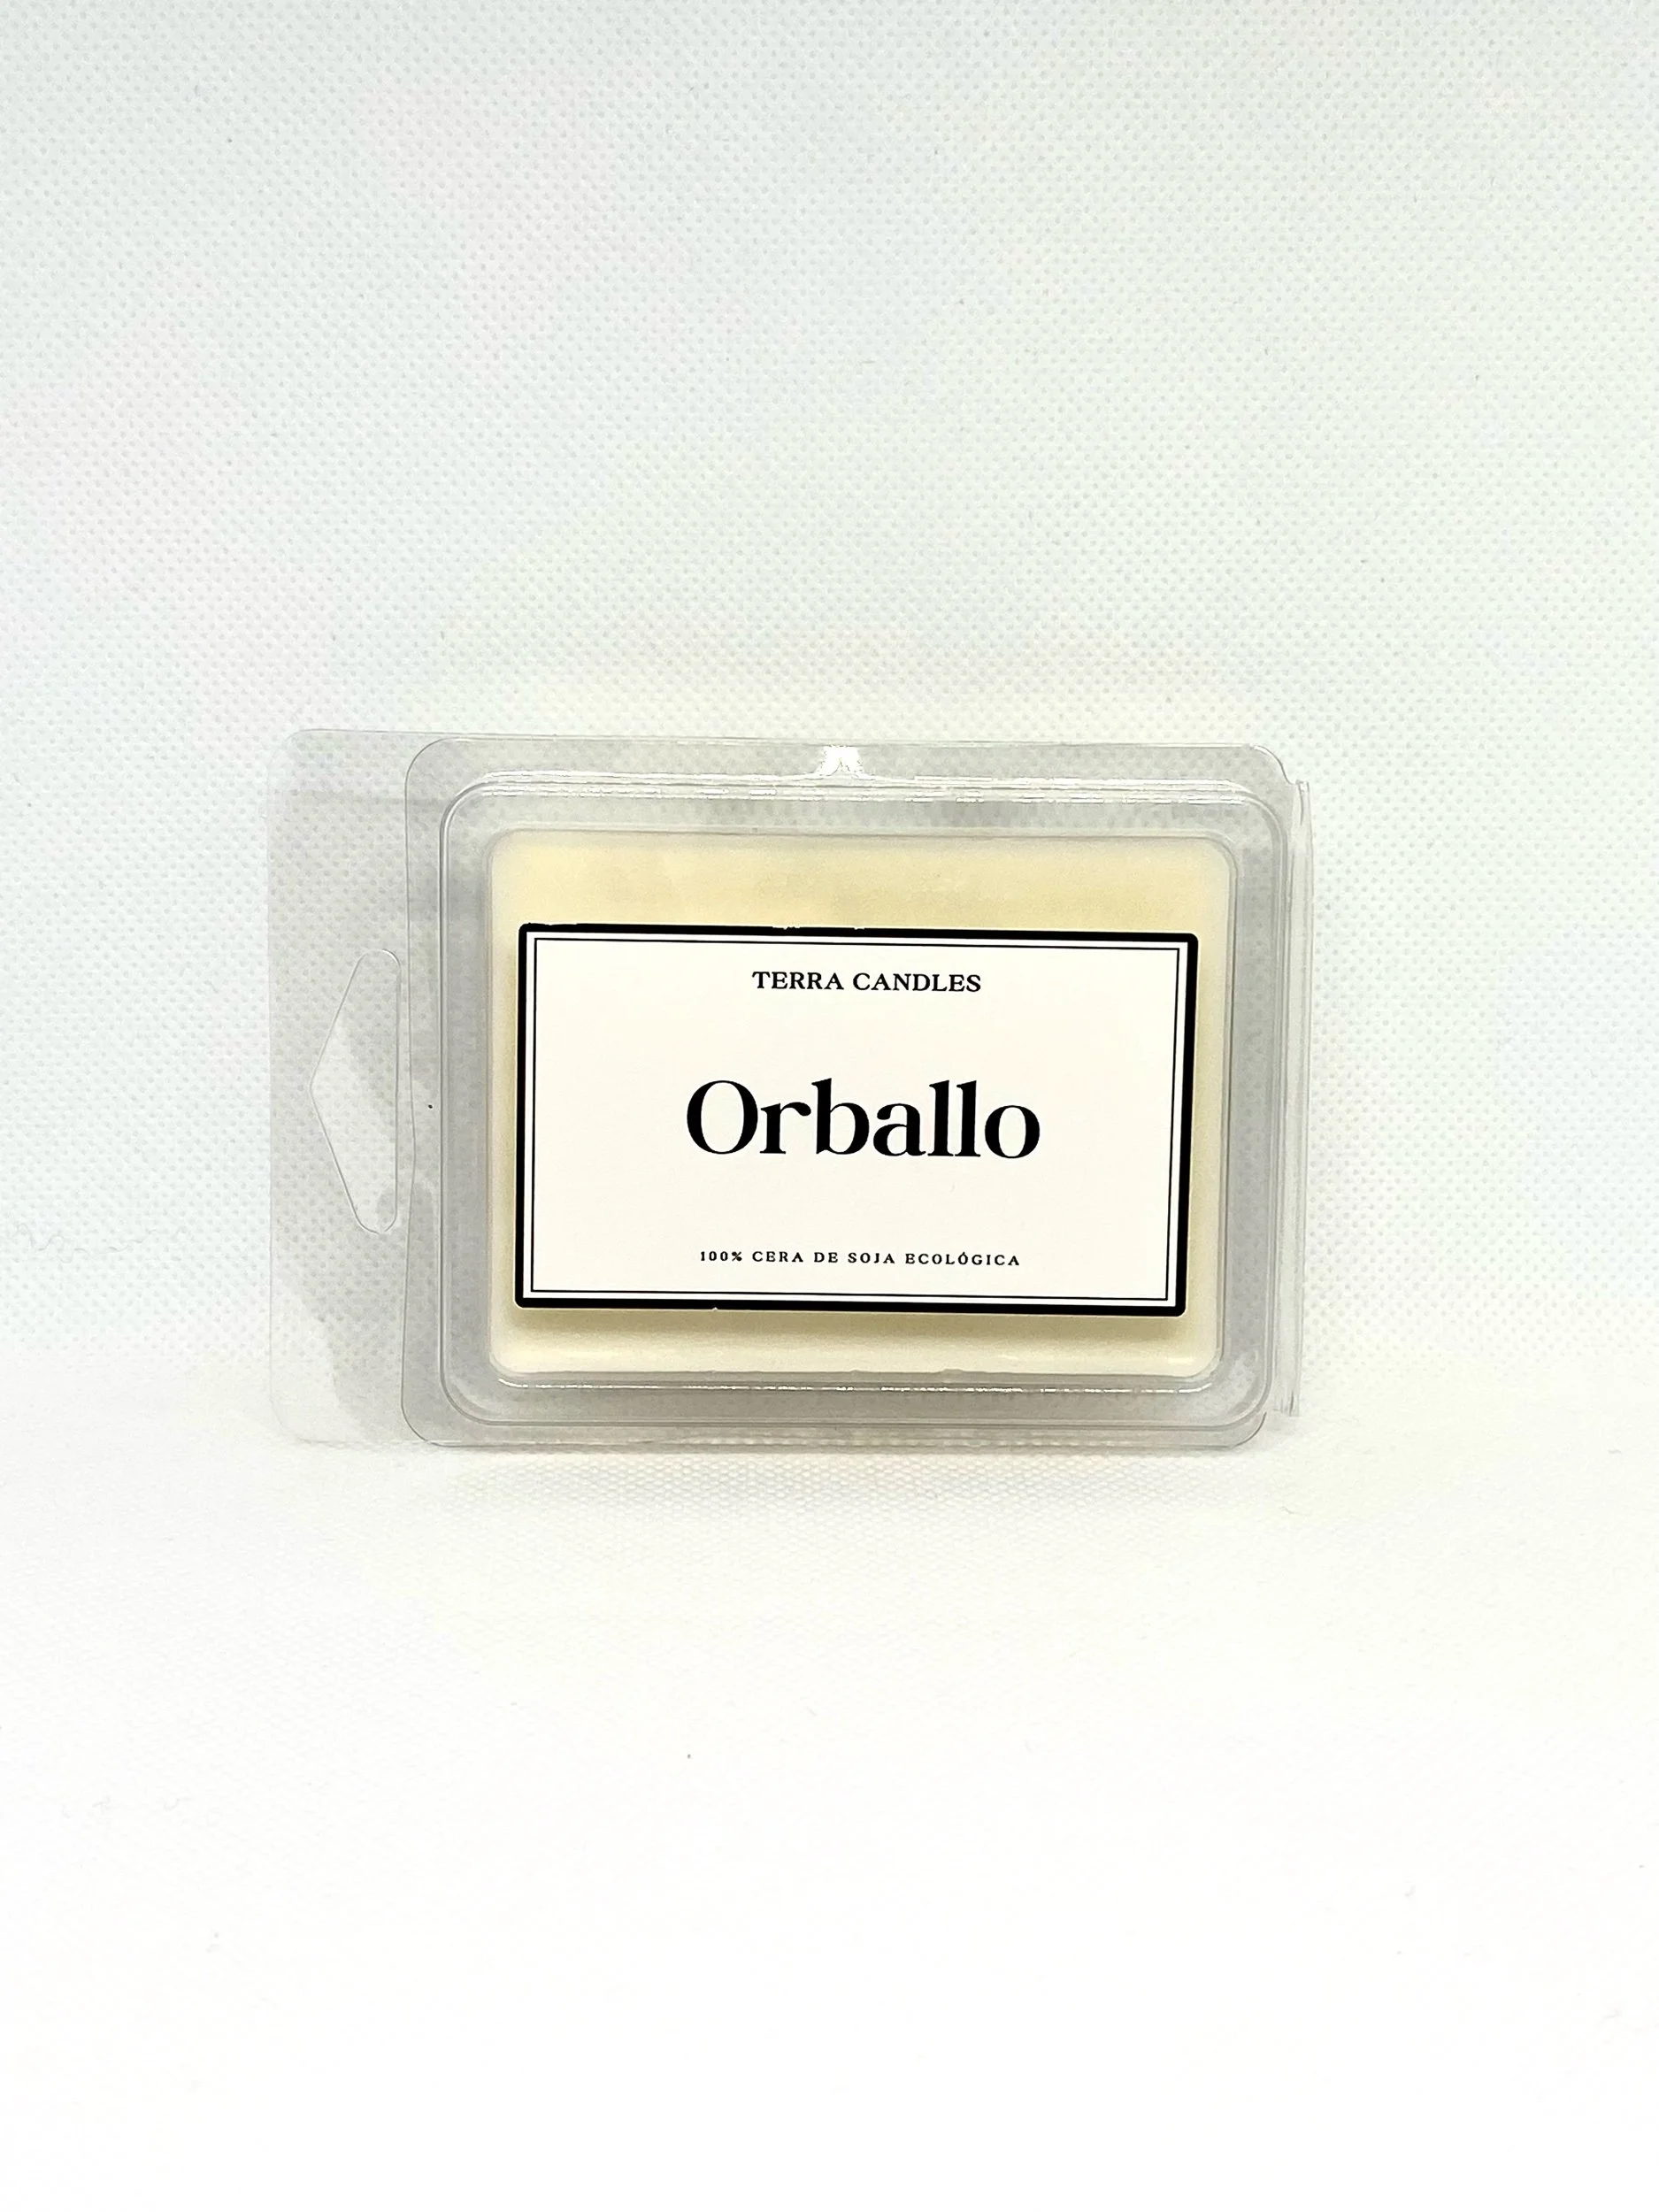 TERRA CANDLES
Orballo
100% CERA DE SOJA ECOLÓGICA